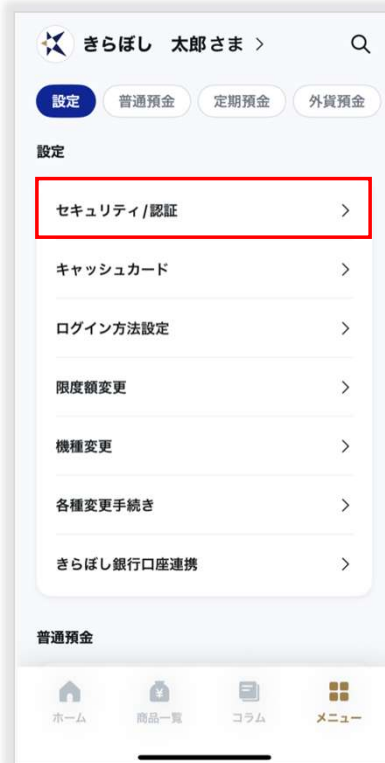 きらぼし 太郎さま
設定 普通預金 定期預金 外貨預金
設定
セキュリティ/認証
キャッシュカード
ログイン方法設定
限度額変更
機種変更
各種変更手続き
きらぼし銀行口座連携
普通預金
ホーム 商品一覧 コラム メニュー